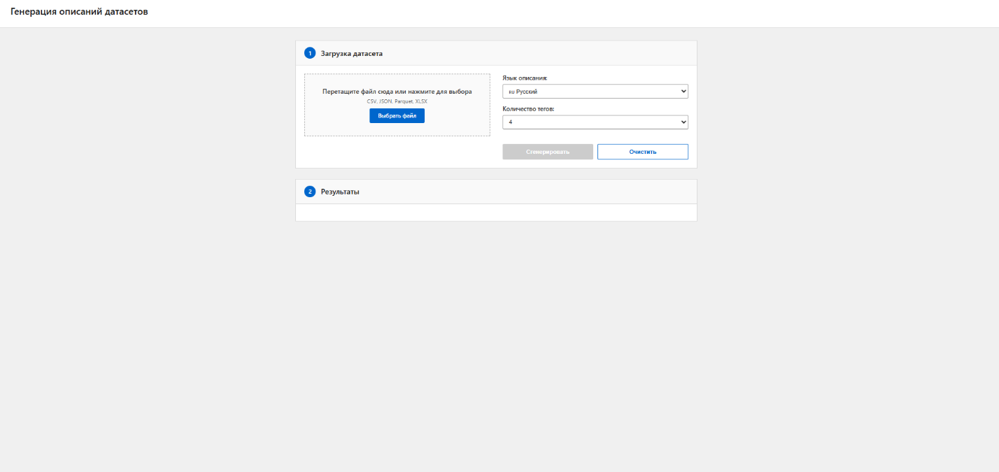 Генерация описаний датасетов
1 Загрузка датасета
Перетащите файл сюда или нажмите для выбора
CSV, JSON, Parquet, XLSX
Выбрать файл
Язык описания:
RU Русский
Количество тегов:
4
Сгенерировать
Очистить
2 Результаты